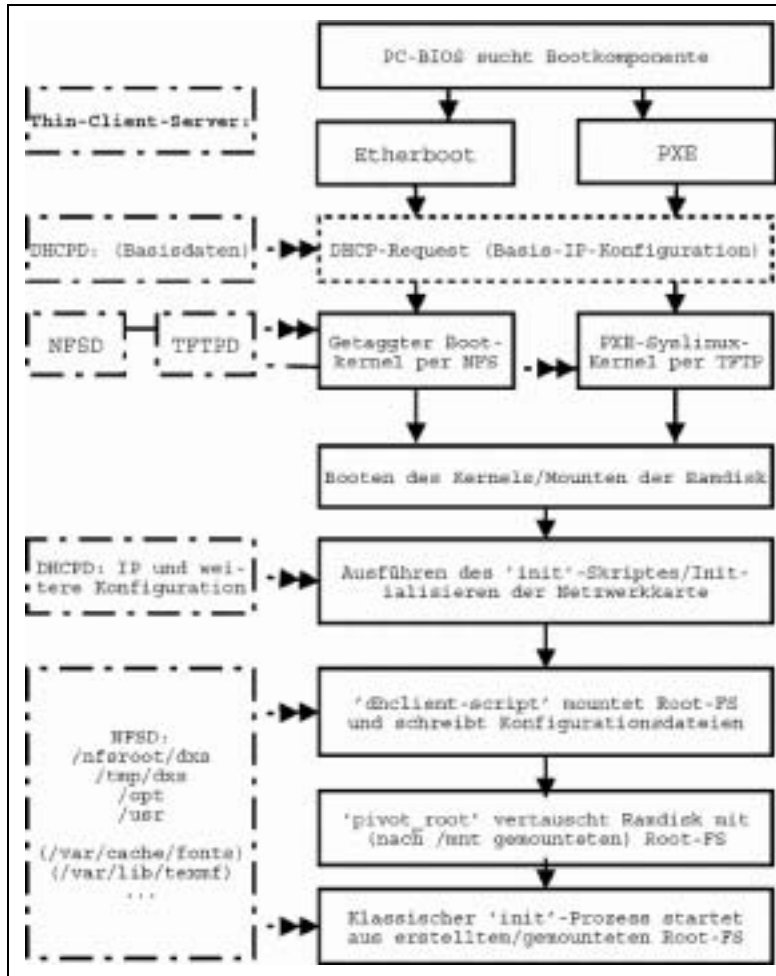 PC-BIOS sucht Bootkomponente
Thin-Client-Server:
Etherboot
PXE
DHCPD: (Basisdaten)
DHCP-Request (Basis-IP-Konfiguration)
NFSD
TFTPD
Getaggter Boot-
kernel per NFS
PXE-Syslinux-
Kernel per TFTP
Booten des Kernels/Mounten der Ramdisk
DHCPD: IP und wei-
tere Konfiguration
Ausführen des 'init'-Skriptes/Init-
ialisieren der Netzwerkkarte
NFSD:
/nfsroot/dxs
/tmp/dxs
/opt
/usr
(/var/cache/fonts)
(/var/lib/texmf)
...
'dhclient-script' mountet Root-FS
und schreibt Konfigurationsdateien
'pivot_root' vertauscht Ramdisk mit
(nach /mnt gemounteten) Root-FS
Klassischer 'init'-Prozess startet
aus erstelltem/gemounteten Root-FS